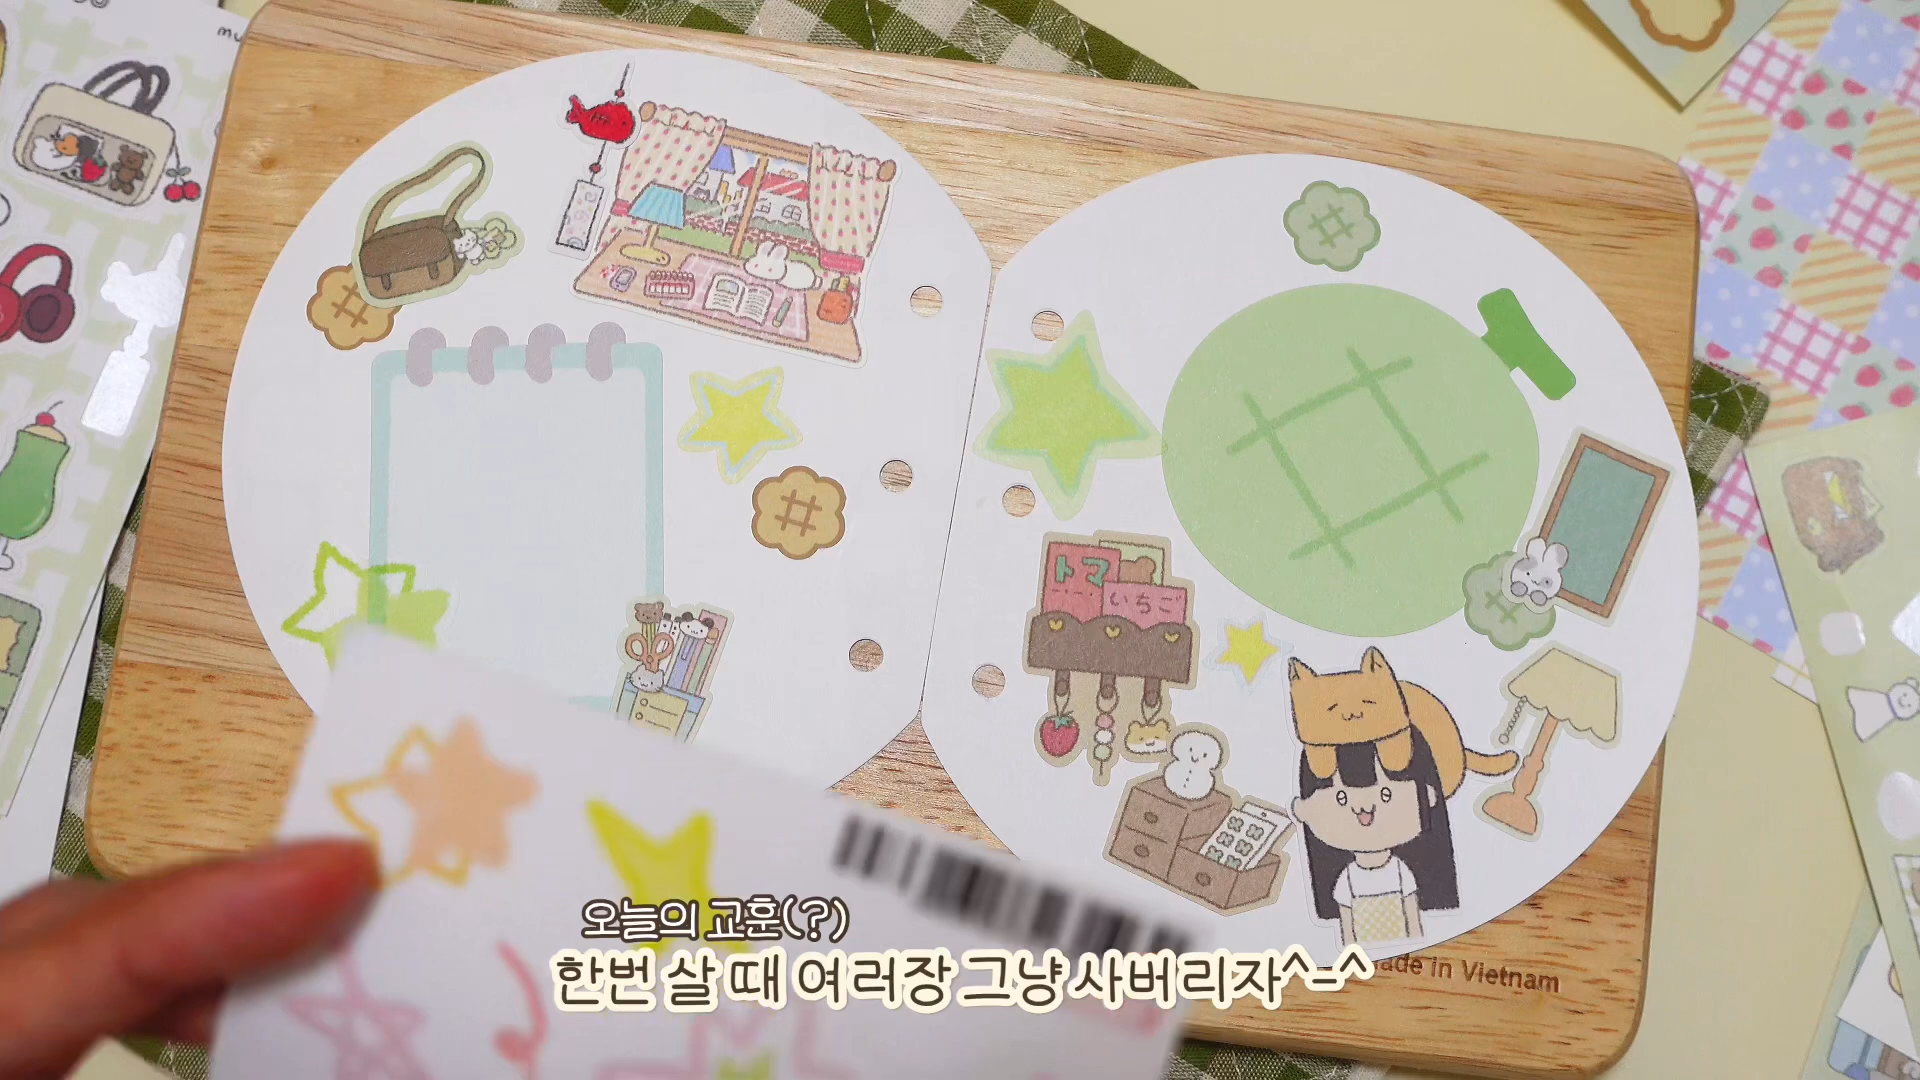 トマ
いちご
오늘의 교훈(?)
한번 살 때 여러장 그냥 사버리자^-^
made in Vietnam